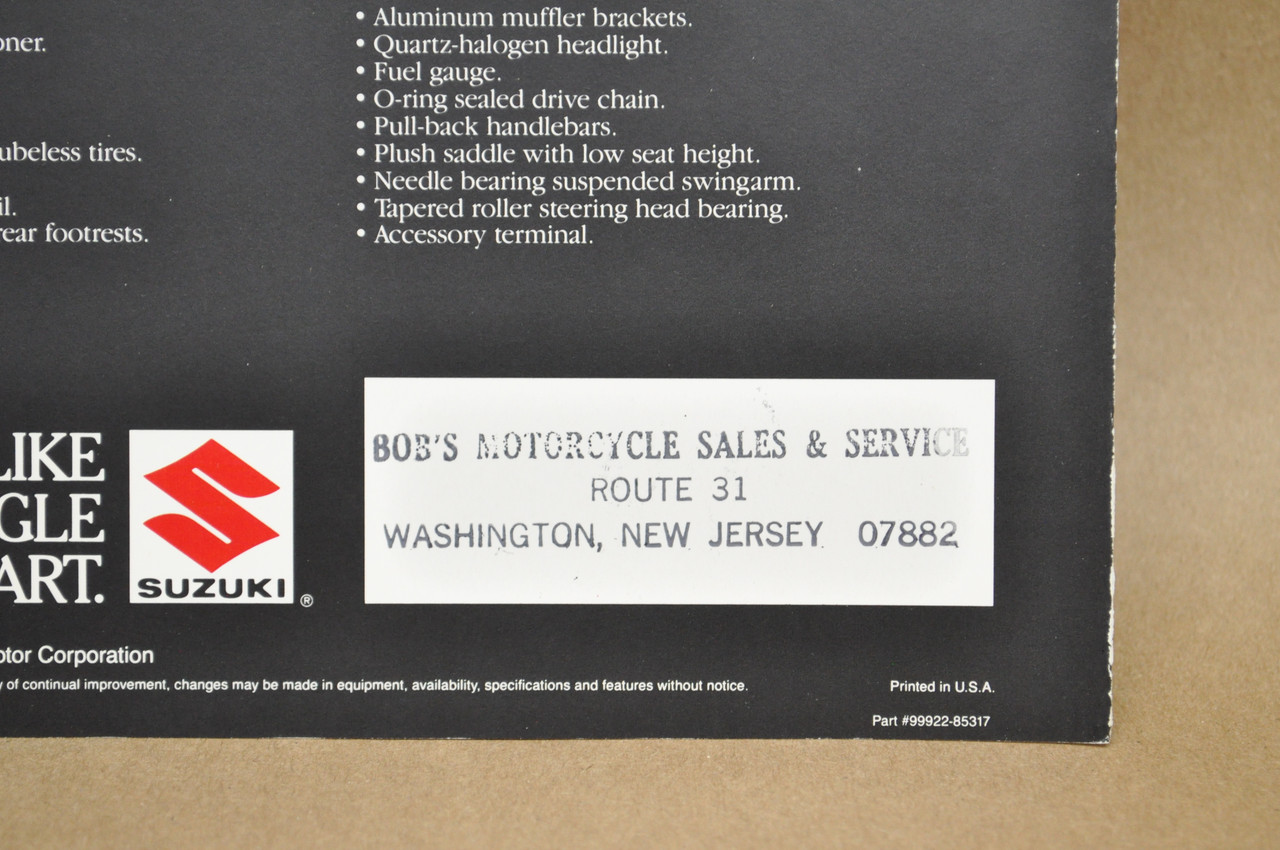 oner.
ubeless tires.
il.
rear footrests.
• Aluminum muffler brackets.
• Quartz-halogen headlight.
• Fuel gauge.
• O-ring sealed drive chain.
• Pull-back handlebars.
• Plush saddle with low seat height.
• Needle bearing suspended swingarm.
• Tapered roller steering head bearing.
• Accessory terminal.
LIKE
GLE
ART.
SUZUKI
®
BOB'S MOTORCYCLE SALES & SERVICE
ROUTE 31
WASHINGTON, NEW JERSEY 07882
otor Corporation
y of continual improvement, changes may be made in equipment, availability, specifications and features without notice.
Printed in U.S.A.
Part #99922-85317